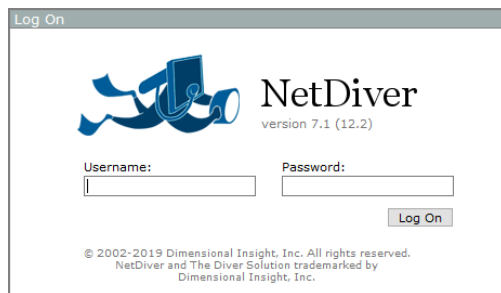 Log On
NetDiver
version 7.1 (12.2)
Username: Password:
Log On
© 2002-2019 Dimensional Insight, Inc. All rights reserved.
NetDiver and The Diver Solution trademarked by
Dimensional Insight, Inc.